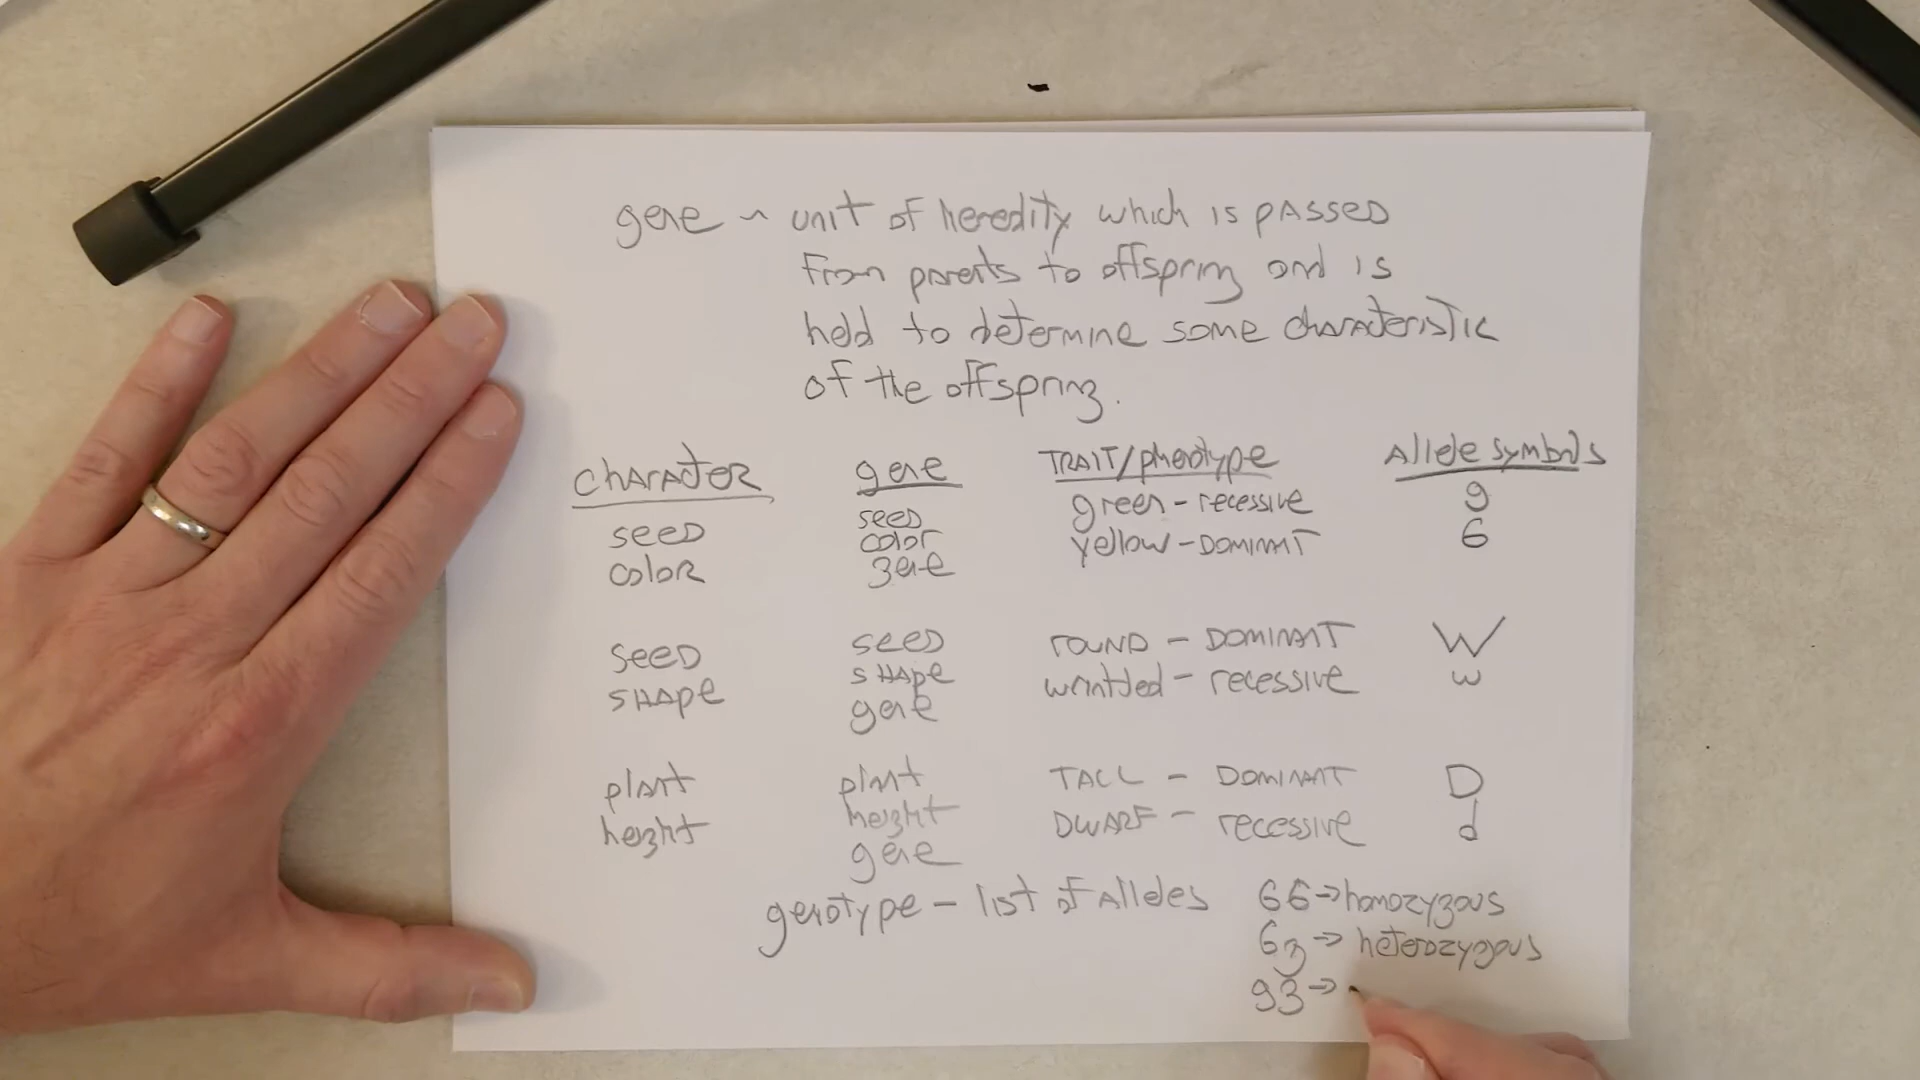 gene ~ unit of heredity which is passed
from parents to offspring and is
held to determine some characteristic
of the offspring.
Character gene TRAIT/phenotype Allele symbols
seed color
seed color gene
green - recessive
yellow - DOMINANT
g
G
seed shape
seed shape gene
round - DOMINANT
wrinkled - recessive
W
w
plant height
plant height gene
TALL - DOMINANT
DWARF - recessive
D
d
genotype - list of Alleles
GG → homozygous
Gg → heterozygous
gg →